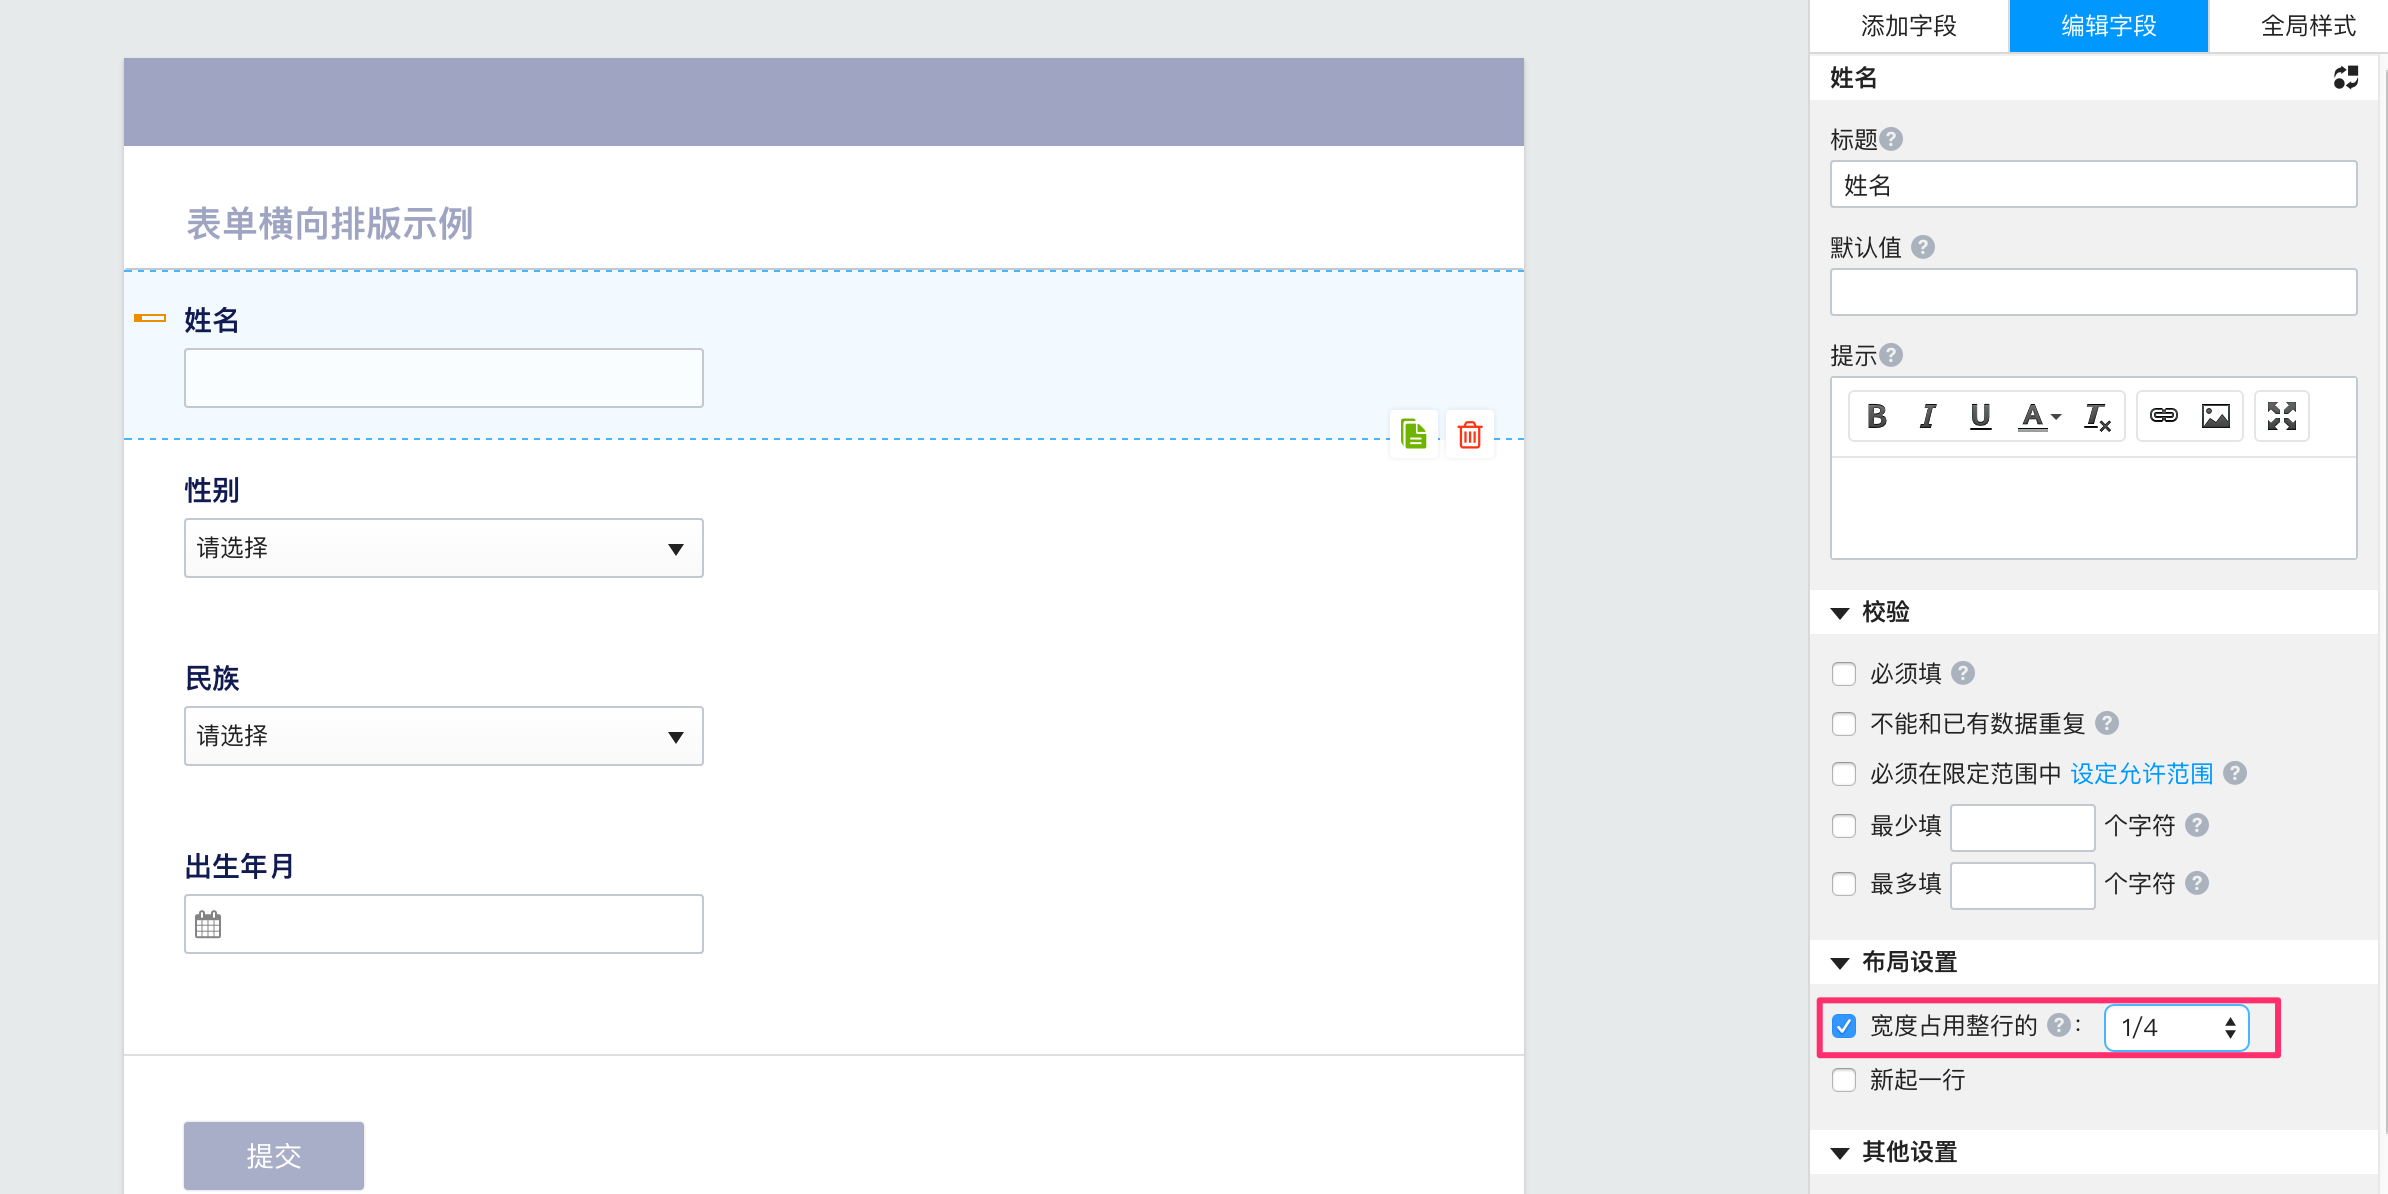 添加字段
编辑字段
全局样式
表单横向排版示例
姓名
性别
请选择
民族
请选择
出生年月
提交
姓名
标题?
姓名
默认值 ?
提示?
B I U A Tx
校验
必须填 ?
不能和已有数据重复 ?
必须在限定范围中 设定允许范围 ?
最少填 个字符 ?
最多填 个字符 ?
布局设置
宽度占用整行的 ?: 1/4
新起一行
其他设置